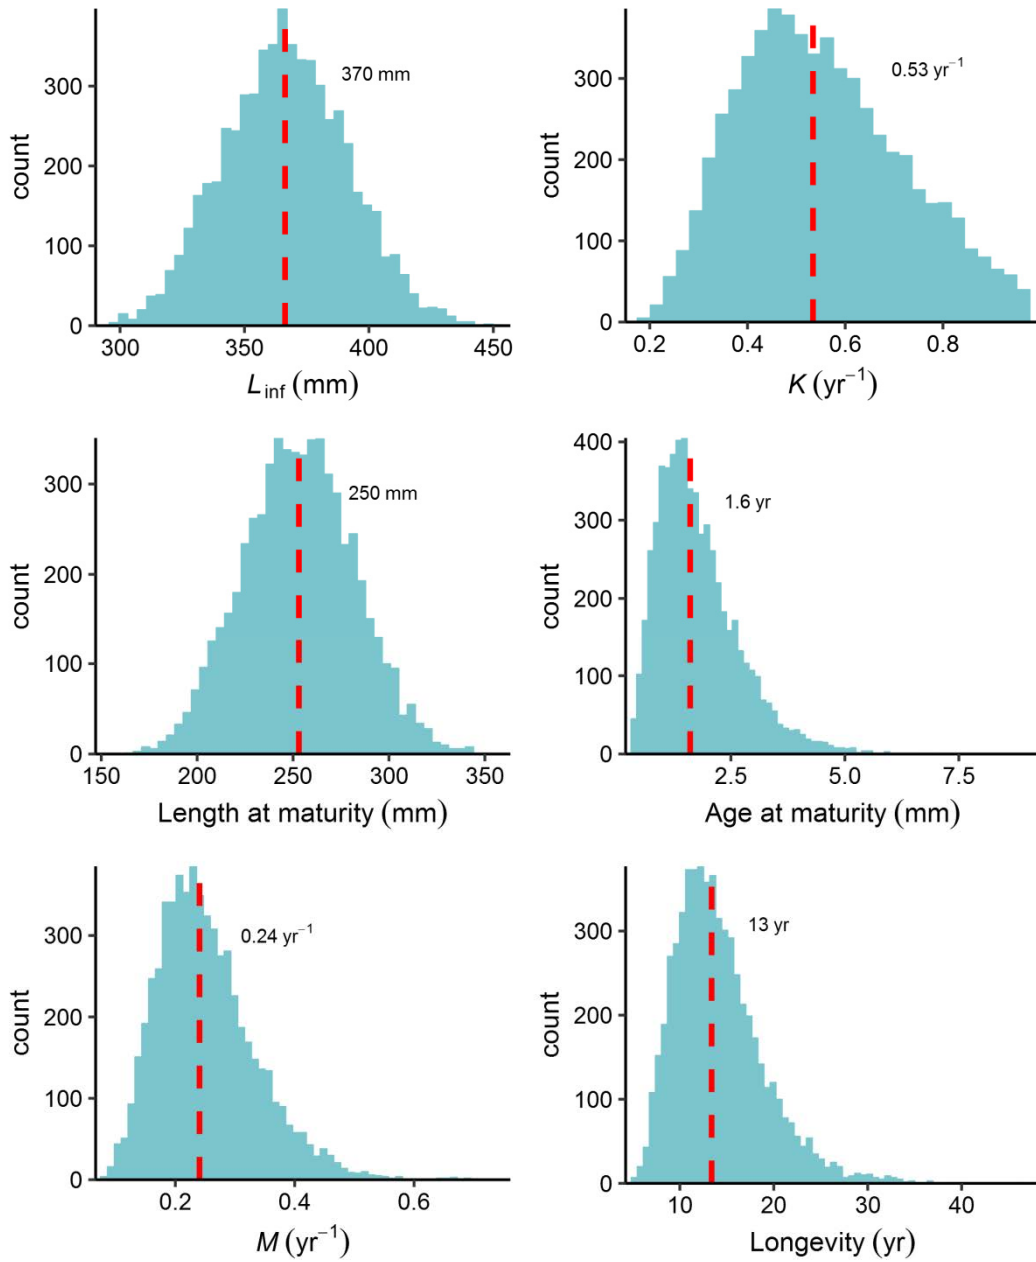 count
300
200
100
0
370 mm
300
350
400
450
L_inf (mm)
count
300
200
100
0
0.53 yr⁻¹
0.2
0.4
0.6
0.8
K (yr⁻¹)
count
300
200
100
0
250 mm
150
200
250
300
350
Length at maturity (mm)
count
400
300
200
100
0
1.6 yr
2.5
5.0
7.5
Age at maturity (mm)
count
300
200
100
0
0.24 yr⁻¹
0.2
0.4
0.6
M (yr⁻¹)
count
300
200
100
0
13 yr
10
20
30
40
Longevity (yr)